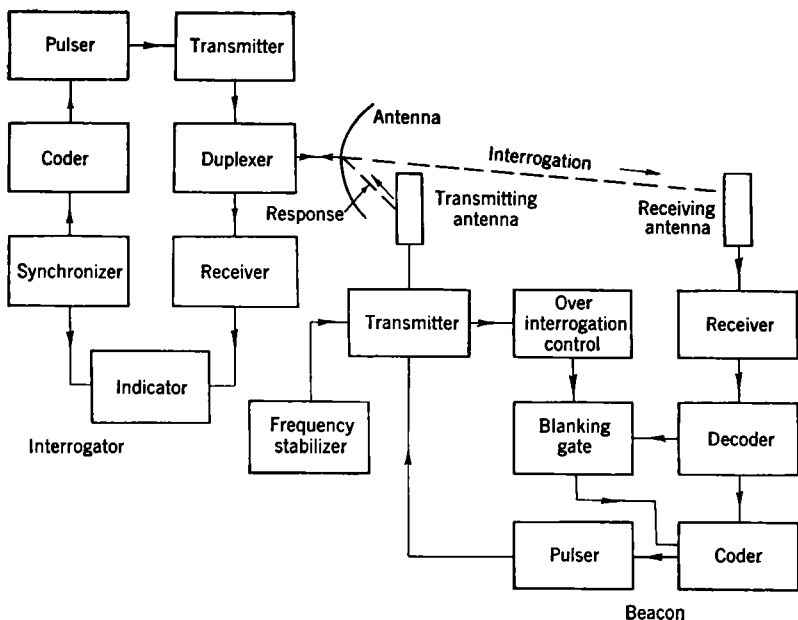 Pulser
Transmitter
Antenna
Coder
Duplexer
Interrogation
Response
Transmitting
antenna
Receiving
antenna
Synchronizer
Receiver
Transmitter
Over
interrogation
control
Receiver
Indicator
Interrogator
Frequency
stabilizer
Blanking
gate
Decoder
Pulser
Coder
Beacon